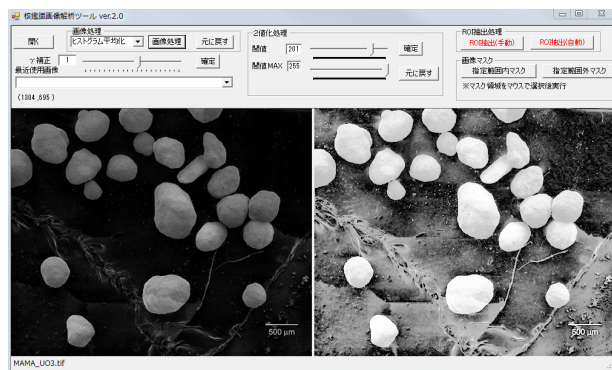 核鑑識画像解析ツール ver.2.0
画像処理
開く
ヒストグラム平均化
画像処理
元に戻す
γ補正
1
確定
最近使用画像
(1304 ,695)
2値化処理
閾値
201
確定
閾値MAX
255
元に戻す
ROI抽出処理
ROI抽出(手動)
ROI抽出(自動)
画像マスク
指定範囲内マスク
指定範囲外マスク
※マスク領域をマウスで選択後実行
500 μm
500 μm
MAMA_UO3.tif